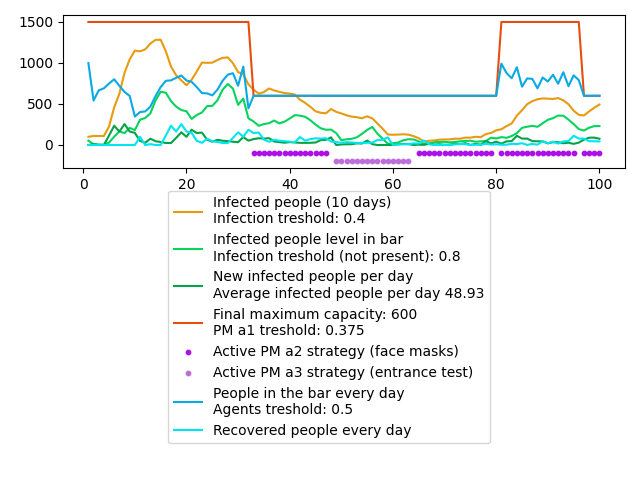 1500
1000
500
0
0 20 40 60 80 100
Infected people (10 days)
Infection treshold: 0.4
Infected people level in bar
Infection treshold (not present): 0.8
New infected people per day
Average infected people per day 48.93
Final maximum capacity: 600
PM a1 treshold: 0.375
Active PM a2 strategy (face masks)
Active PM a3 strategy (entrance test)
People in the bar every day
Agents treshold: 0.5
Recovered people every day